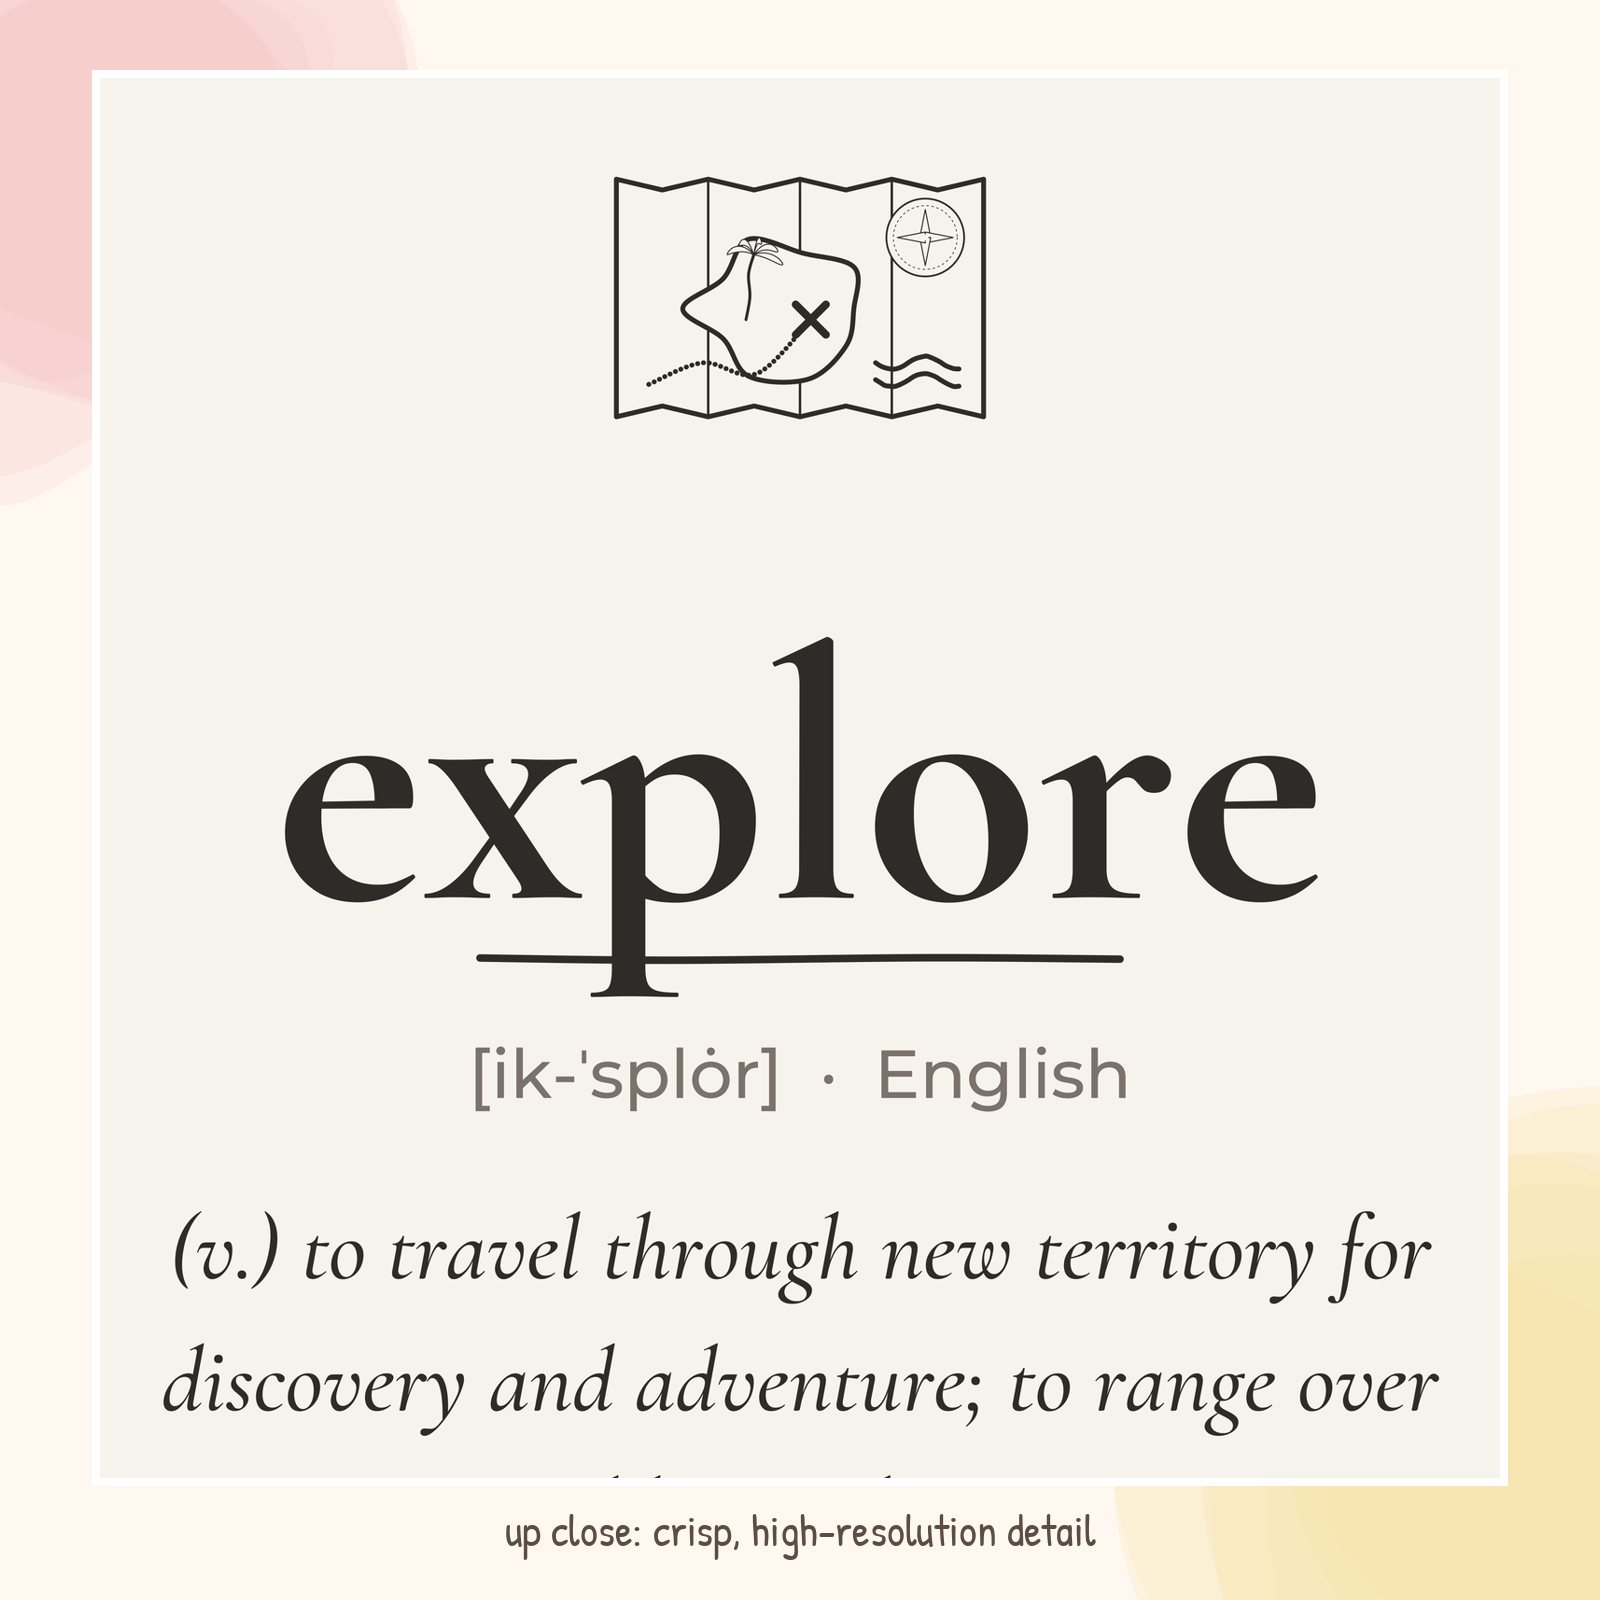 explore
[ik-ˈsplȯr] · English
(v.) to travel through new territory for
discovery and adventure; to range over
up close: crisp, high-resolution detail